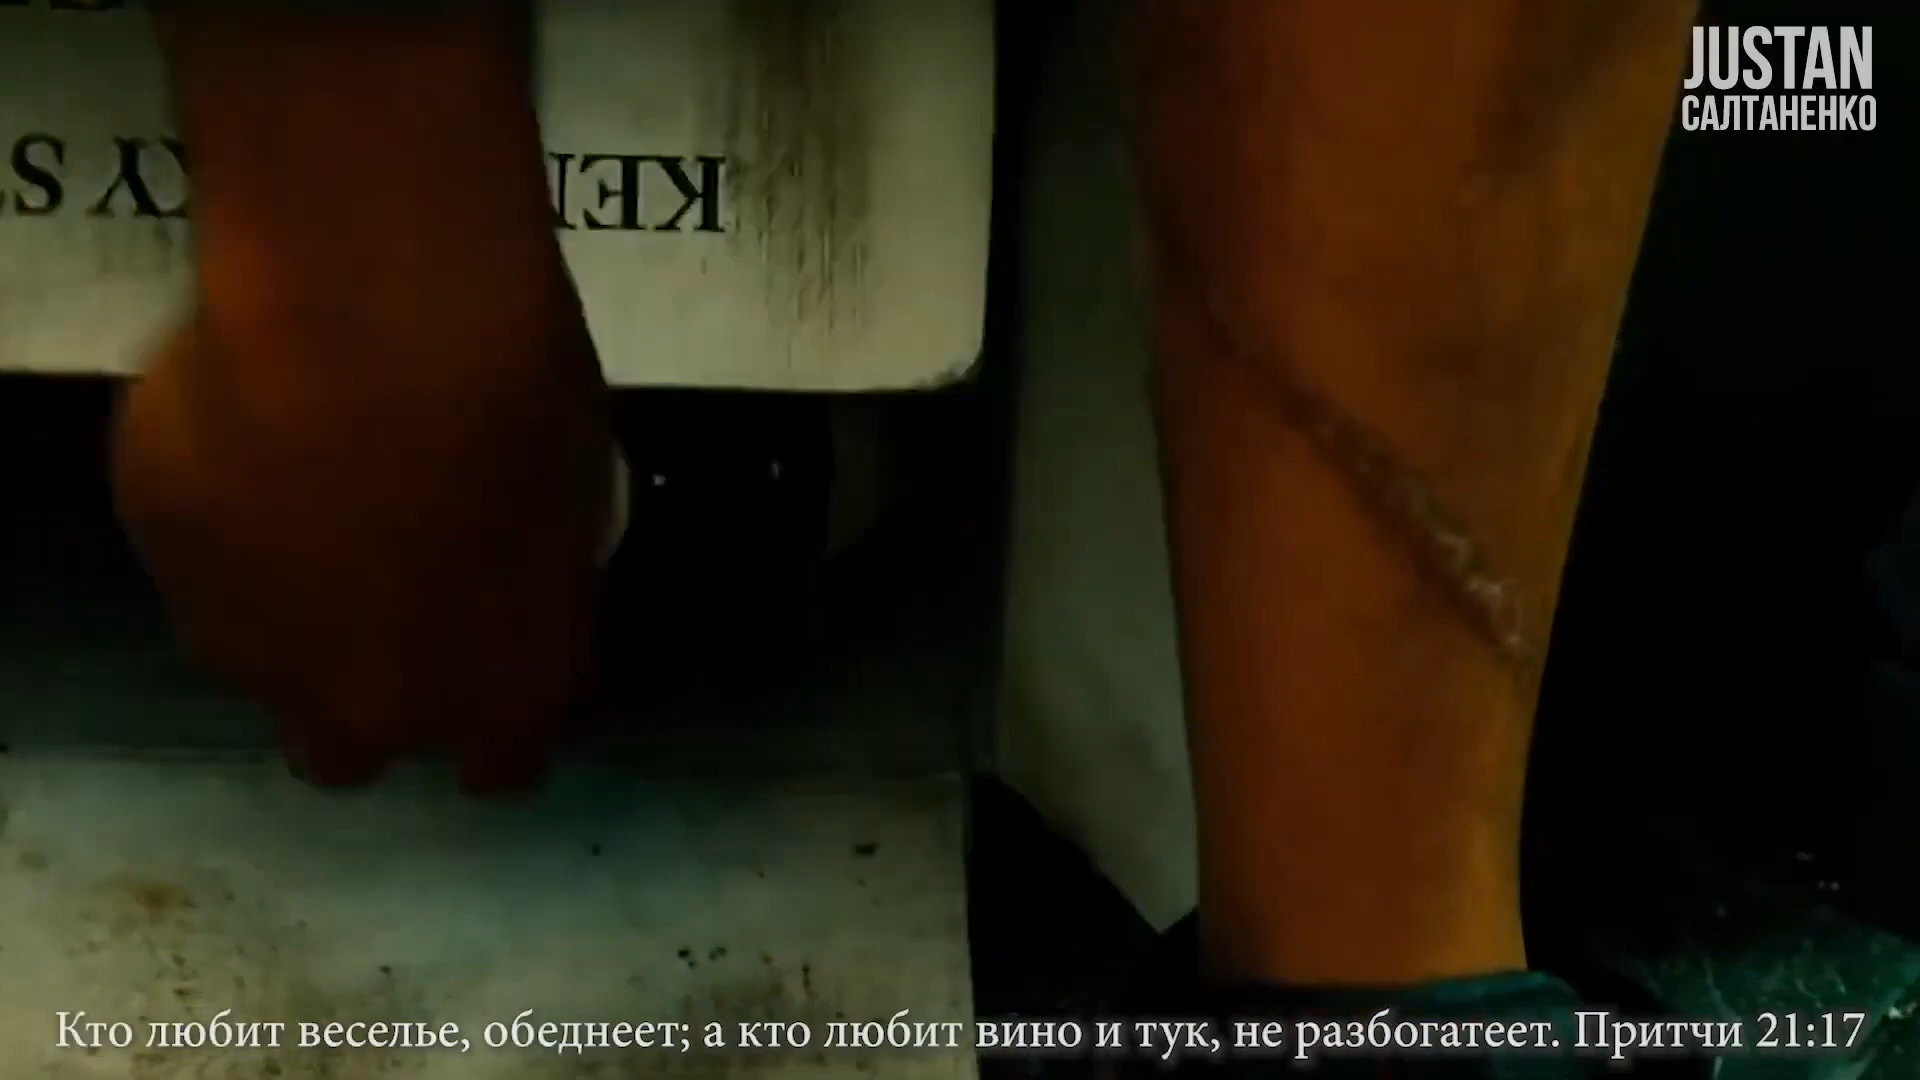 JUSTAN
САЛТАНЕНКО
Кто любит веселье, обеднеет; а кто любит вино и тук, не разбогатеет. Притчи 21:17